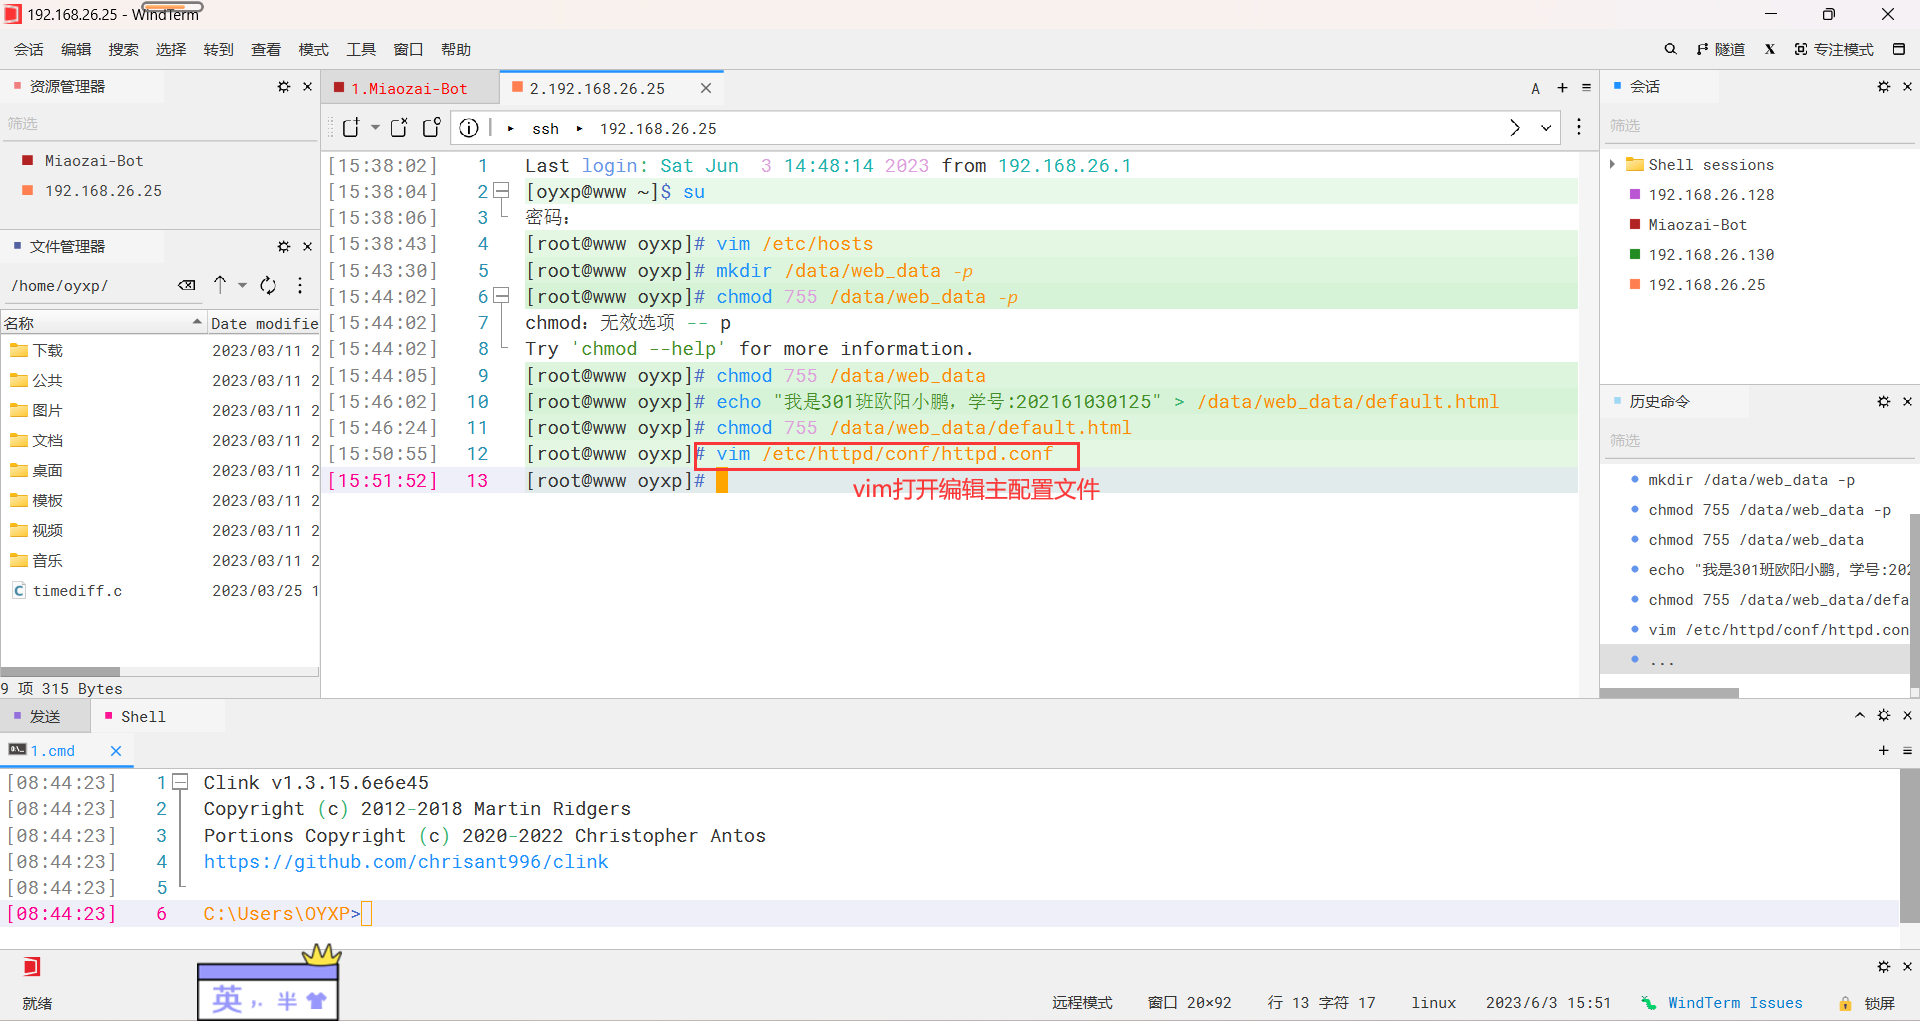 192.168.26.25 - WindTerm
会话 编辑 搜索 选择 转到 查看 模式 工具 窗口 帮助
隧道 X 专注模式
资源管理器
筛选
Miaozai-Bot
192.168.26.25
文件管理器
/home/oyxp/
名称 Date modifie
下载 2023/03/11 2
公共 2023/03/11 2
图片 2023/03/11 2
文档 2023/03/11 2
桌面 2023/03/11 2
模板 2023/03/11 2
视频 2023/03/11 2
音乐 2023/03/11 2
timediff.c 2023/03/25 1
9 项 315 Bytes
1.Miaozai-Bot 2.192.168.26.25
A
ssh 192.168.26.25
[15:38:02] 1 Last login: Sat Jun  3 14:48:14 2023 from 192.168.26.1
[15:38:04] 2 [oyxp@www ~]$ su
[15:38:06] 3 密码：
[15:38:43] 4 [root@www oyxp]# vim /etc/hosts
[15:43:30] 5 [root@www oyxp]# mkdir /data/web_data -p
[15:44:02] 6 [root@www oyxp]# chmod 755 /data/web_data -p
[15:44:02] 7 chmod：无效选项 -- p
[15:44:02] 8 Try 'chmod --help' for more information.
[15:44:05] 9 [root@www oyxp]# chmod 755 /data/web_data
[15:46:02] 10 [root@www oyxp]# echo "我是301班欧阳小鹏，学号:202161030125" > /data/web_data/default.html
[15:46:24] 11 [root@www oyxp]# chmod 755 /data/web_data/default.html
[15:50:55] 12 [root@www oyxp]# vim /etc/httpd/conf/httpd.conf
[15:51:52] 13 [root@www oyxp]#
vim打开编辑主配置文件
会话
筛选
Shell sessions
192.168.26.128
Miaozai-Bot
192.168.26.130
192.168.26.25
历史命令
筛选
mkdir /data/web_data -p
chmod 755 /data/web_data -p
chmod 755 /data/web_data
echo "我是301班欧阳小鹏，学号:202
chmod 755 /data/web_data/defa
vim /etc/httpd/conf/httpd.con
...
发送 Shell
1.cmd
[08:44:23] 1 Clink v1.3.15.6e6e45
[08:44:23] 2 Copyright (c) 2012-2018 Martin Ridgers
[08:44:23] 3 Portions Copyright (c) 2020-2022 Christopher Antos
[08:44:23] 4 https://github.com/chrisant996/clink
[08:44:23] 5
[08:44:23] 6 C:\Users\OYXP>
英 ,. 半
就绪 远程模式 窗口 20×92 行 13 字符 17 linux 2023/6/3 15:51 WindTerm Issues 锁屏